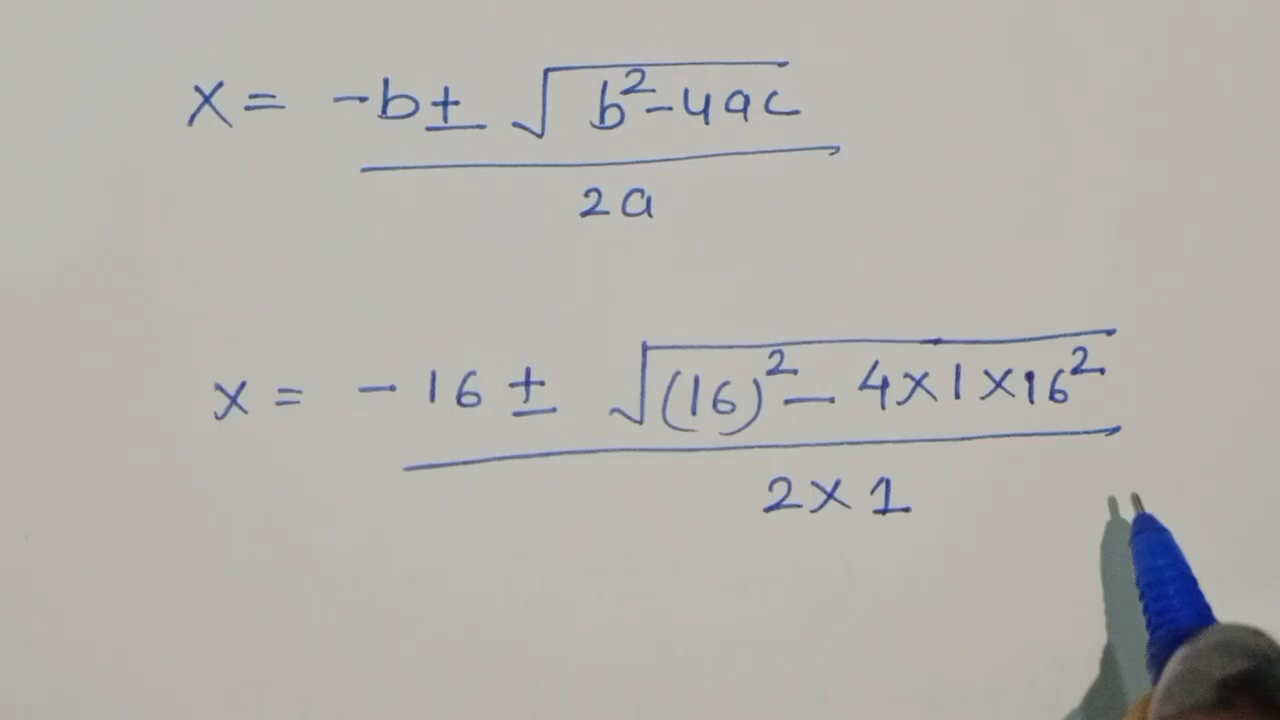 x = -b ± √ b²-4ac
2a
x = -16 ± √(16)² - 4×1×16²
2×1